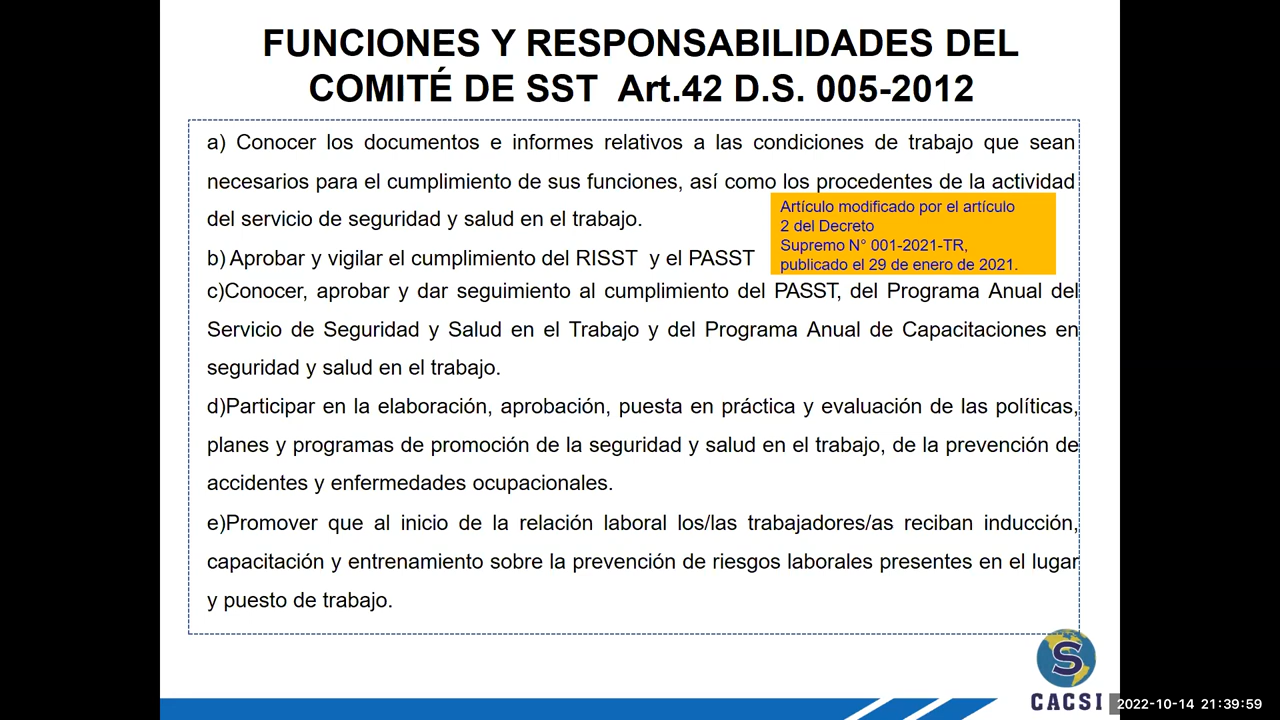 FUNCIONES Y RESPONSABILIDADES DEL
COMITÉ DE SST Art.42 D.S. 005-2012
a) Conocer los documentos e informes relativos a las condiciones de trabajo que sean
necesarios para el cumplimiento de sus funciones, así como los procedentes de la actividad
del servicio de seguridad y salud en el trabajo.
Artículo modificado por el artículo
2 del Decreto
Supremo N° 001-2021-TR,
publicado el 29 de enero de 2021.
b) Aprobar y vigilar el cumplimiento del RISST y el PASST
c)Conocer, aprobar y dar seguimiento al cumplimiento del PASST, del Programa Anual del
Servicio de Seguridad y Salud en el Trabajo y del Programa Anual de Capacitaciones en
seguridad y salud en el trabajo.
d)Participar en la elaboración, aprobación, puesta en práctica y evaluación de las políticas,
planes y programas de promoción de la seguridad y salud en el trabajo, de la prevención de
accidentes y enfermedades ocupacionales.
e)Promover que al inicio de la relación laboral los/las trabajadores/as reciban inducción,
capacitación y entrenamiento sobre la prevención de riesgos laborales presentes en el lugar
y puesto de trabajo.
S
CACSI
2022-10-14 21:39:59